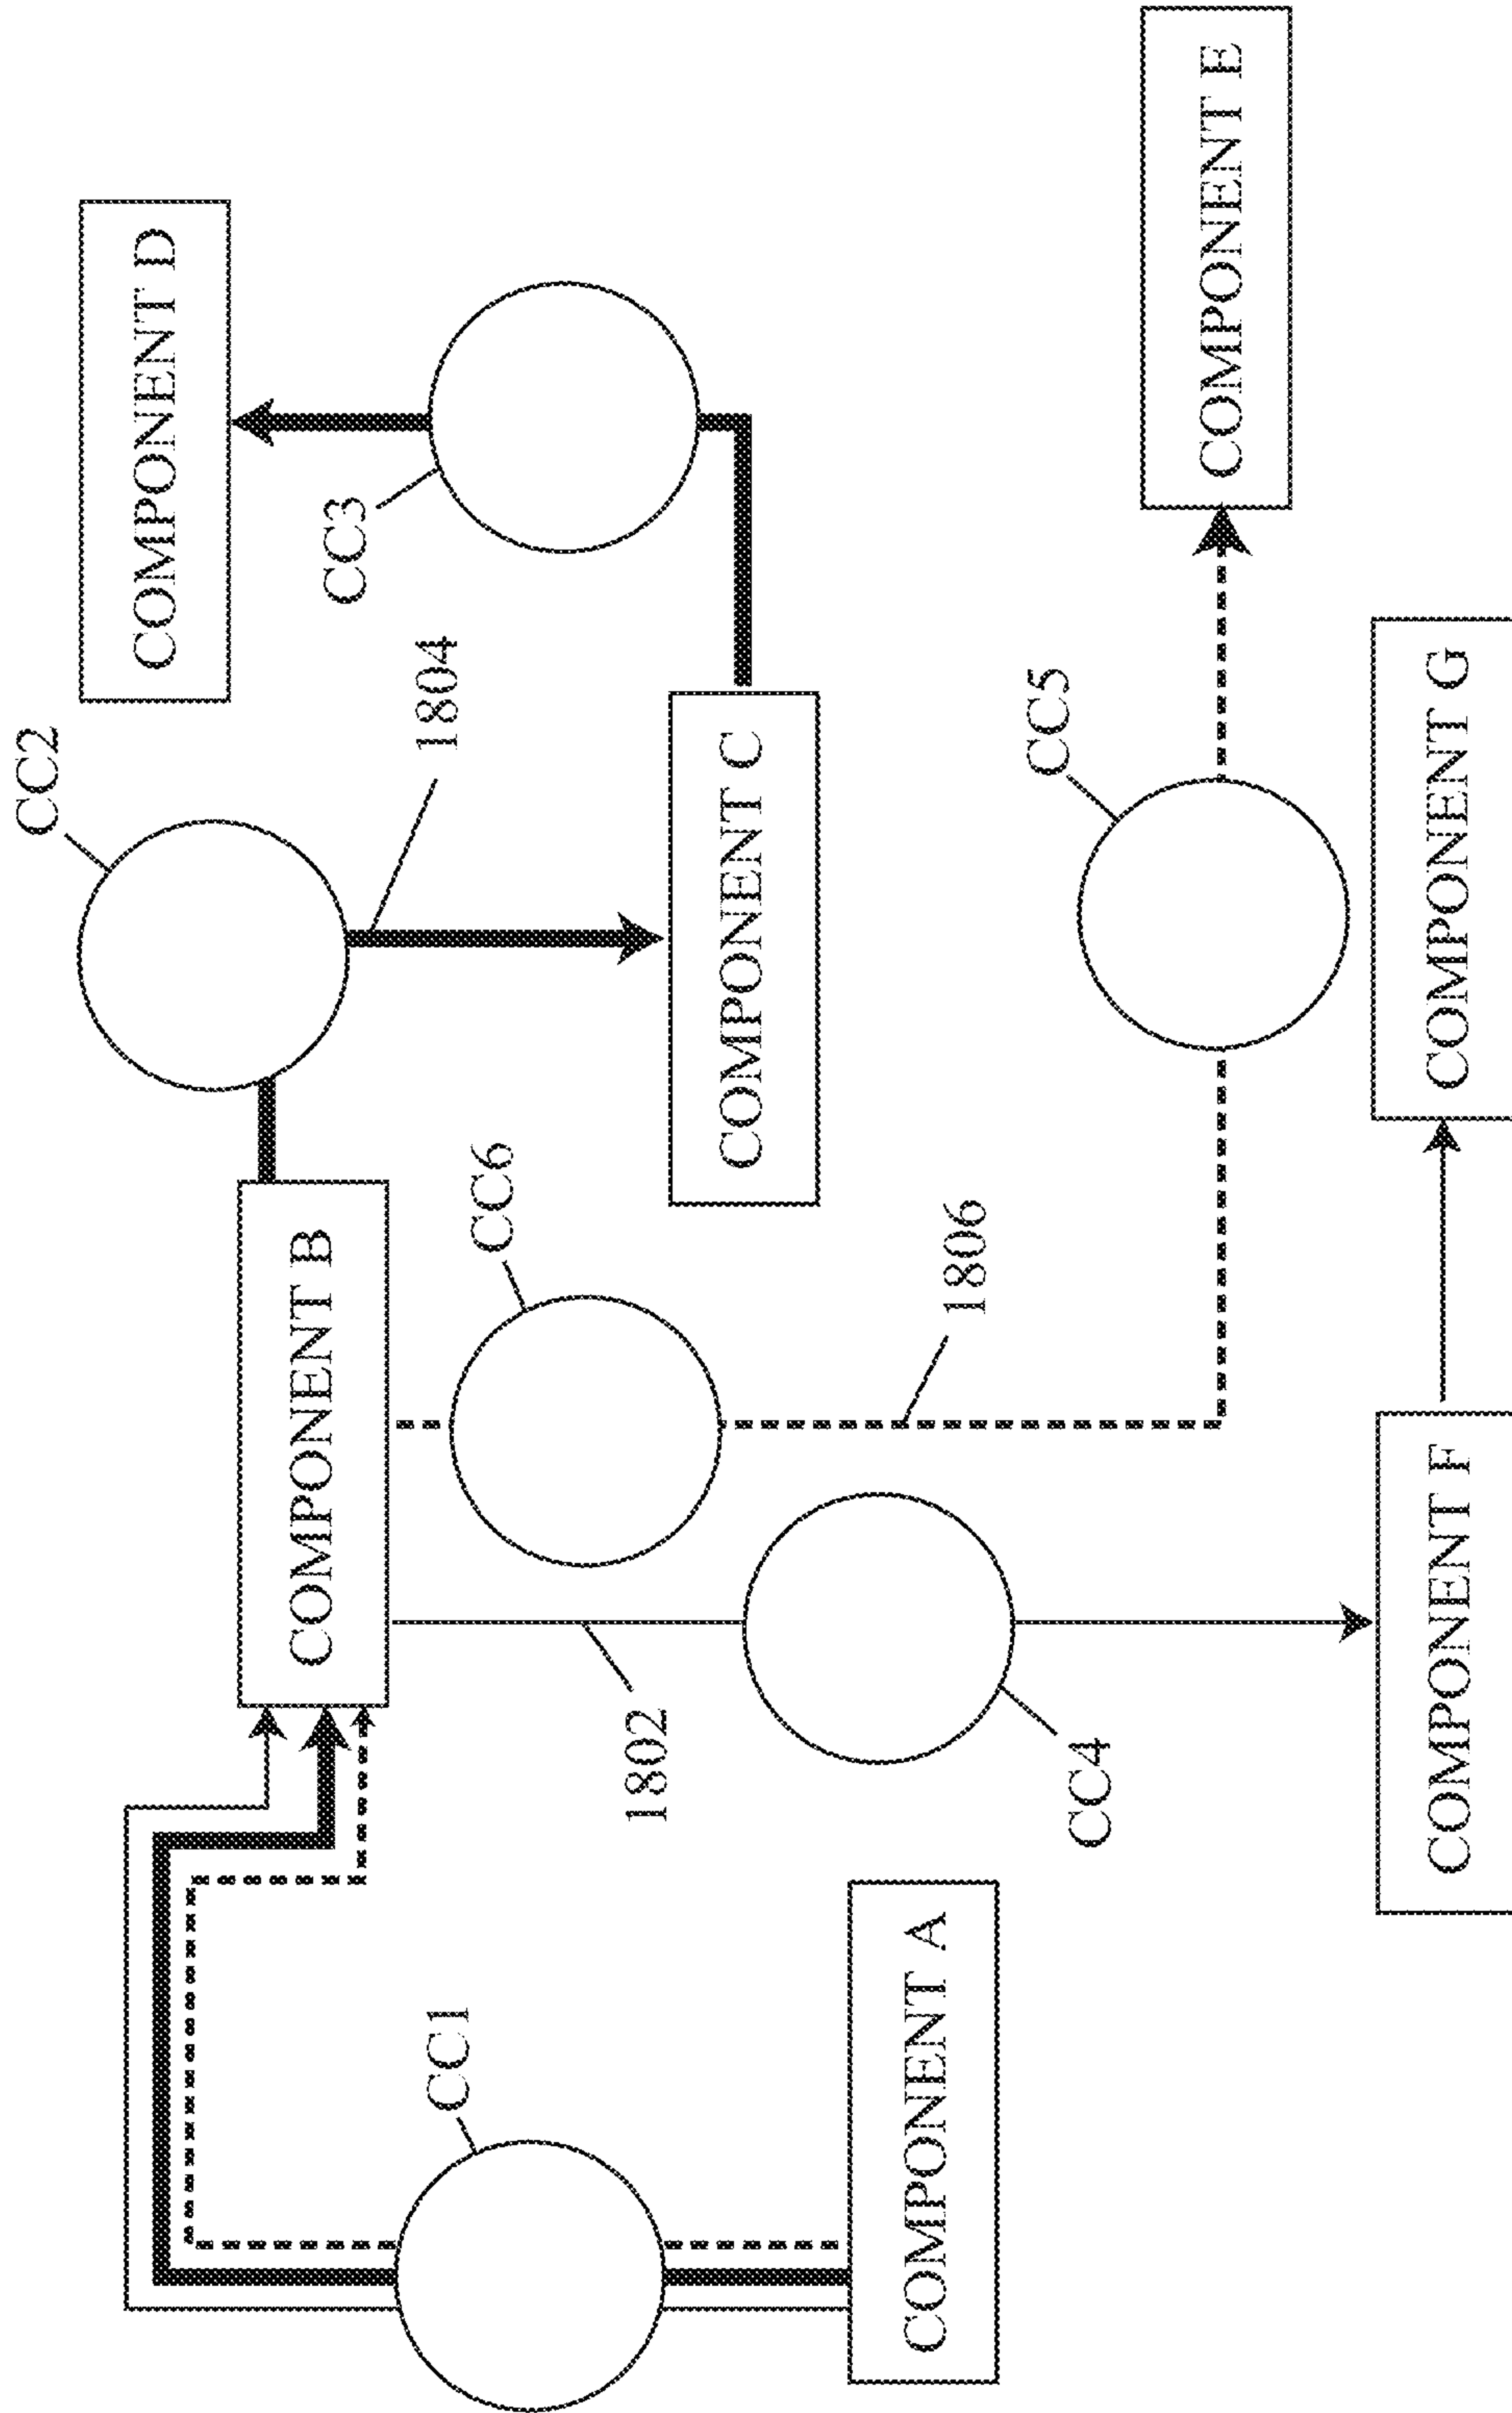 CC2
COMPONENT D
COMPONENT B
CC3
CC1
1804
CC6
1802
COMPONENT C
COMPONENT A
1806
CC5
CC4
COMPONENT E
COMPONENT F
COMPONENT G